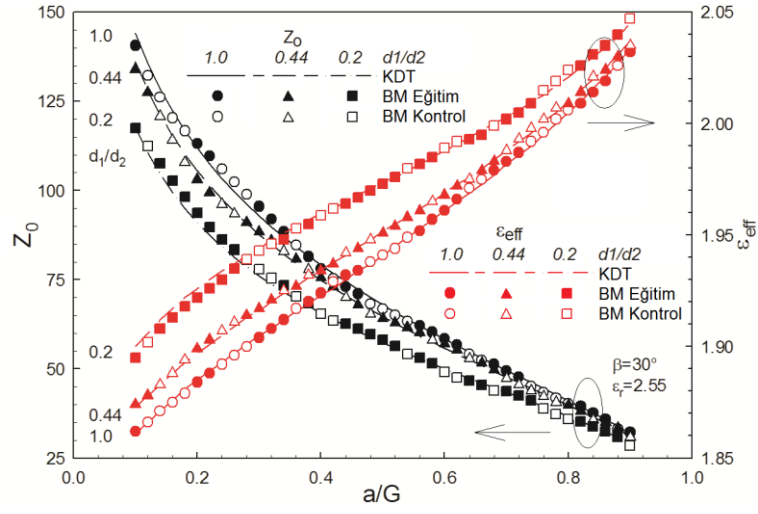 150
125
100
75
50
25
Z₀
1.0
0.44
0.2
d₁/d₂
Z₀
1.0 0.44 0.2 d1/d2
KDT
BM Eğitim
BM Kontrol
2.05
2.00
1.95
1.90
1.85
ε_eff
ε_eff
1.0 0.44 0.2 d1/d2
KDT
BM Eğitim
BM Kontrol
0.2
0.44
1.0
β=30°
εᵣ=2.55
0.0 0.2 0.4 0.6 0.8 1.0
a/G